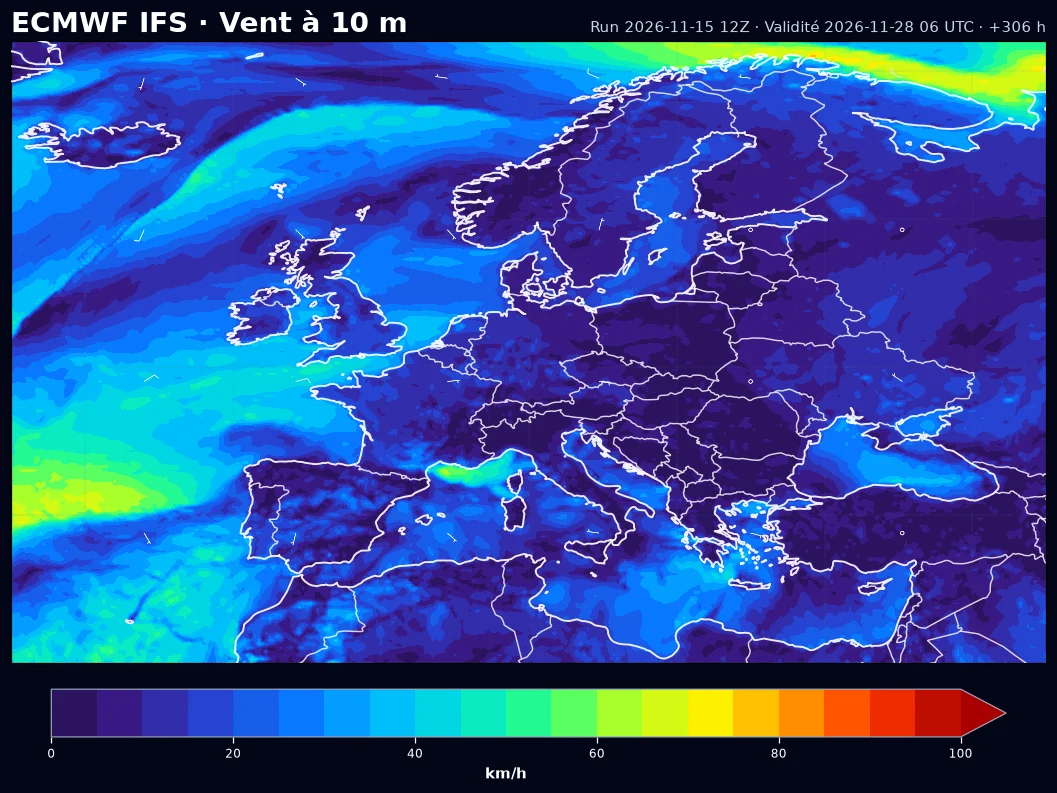 ECMWF IFS · Vent à 10 m
Run 2026-11-15 12Z · Validité 2026-11-28 06 UTC · +306 h
0 20 40 60 80 100
km/h